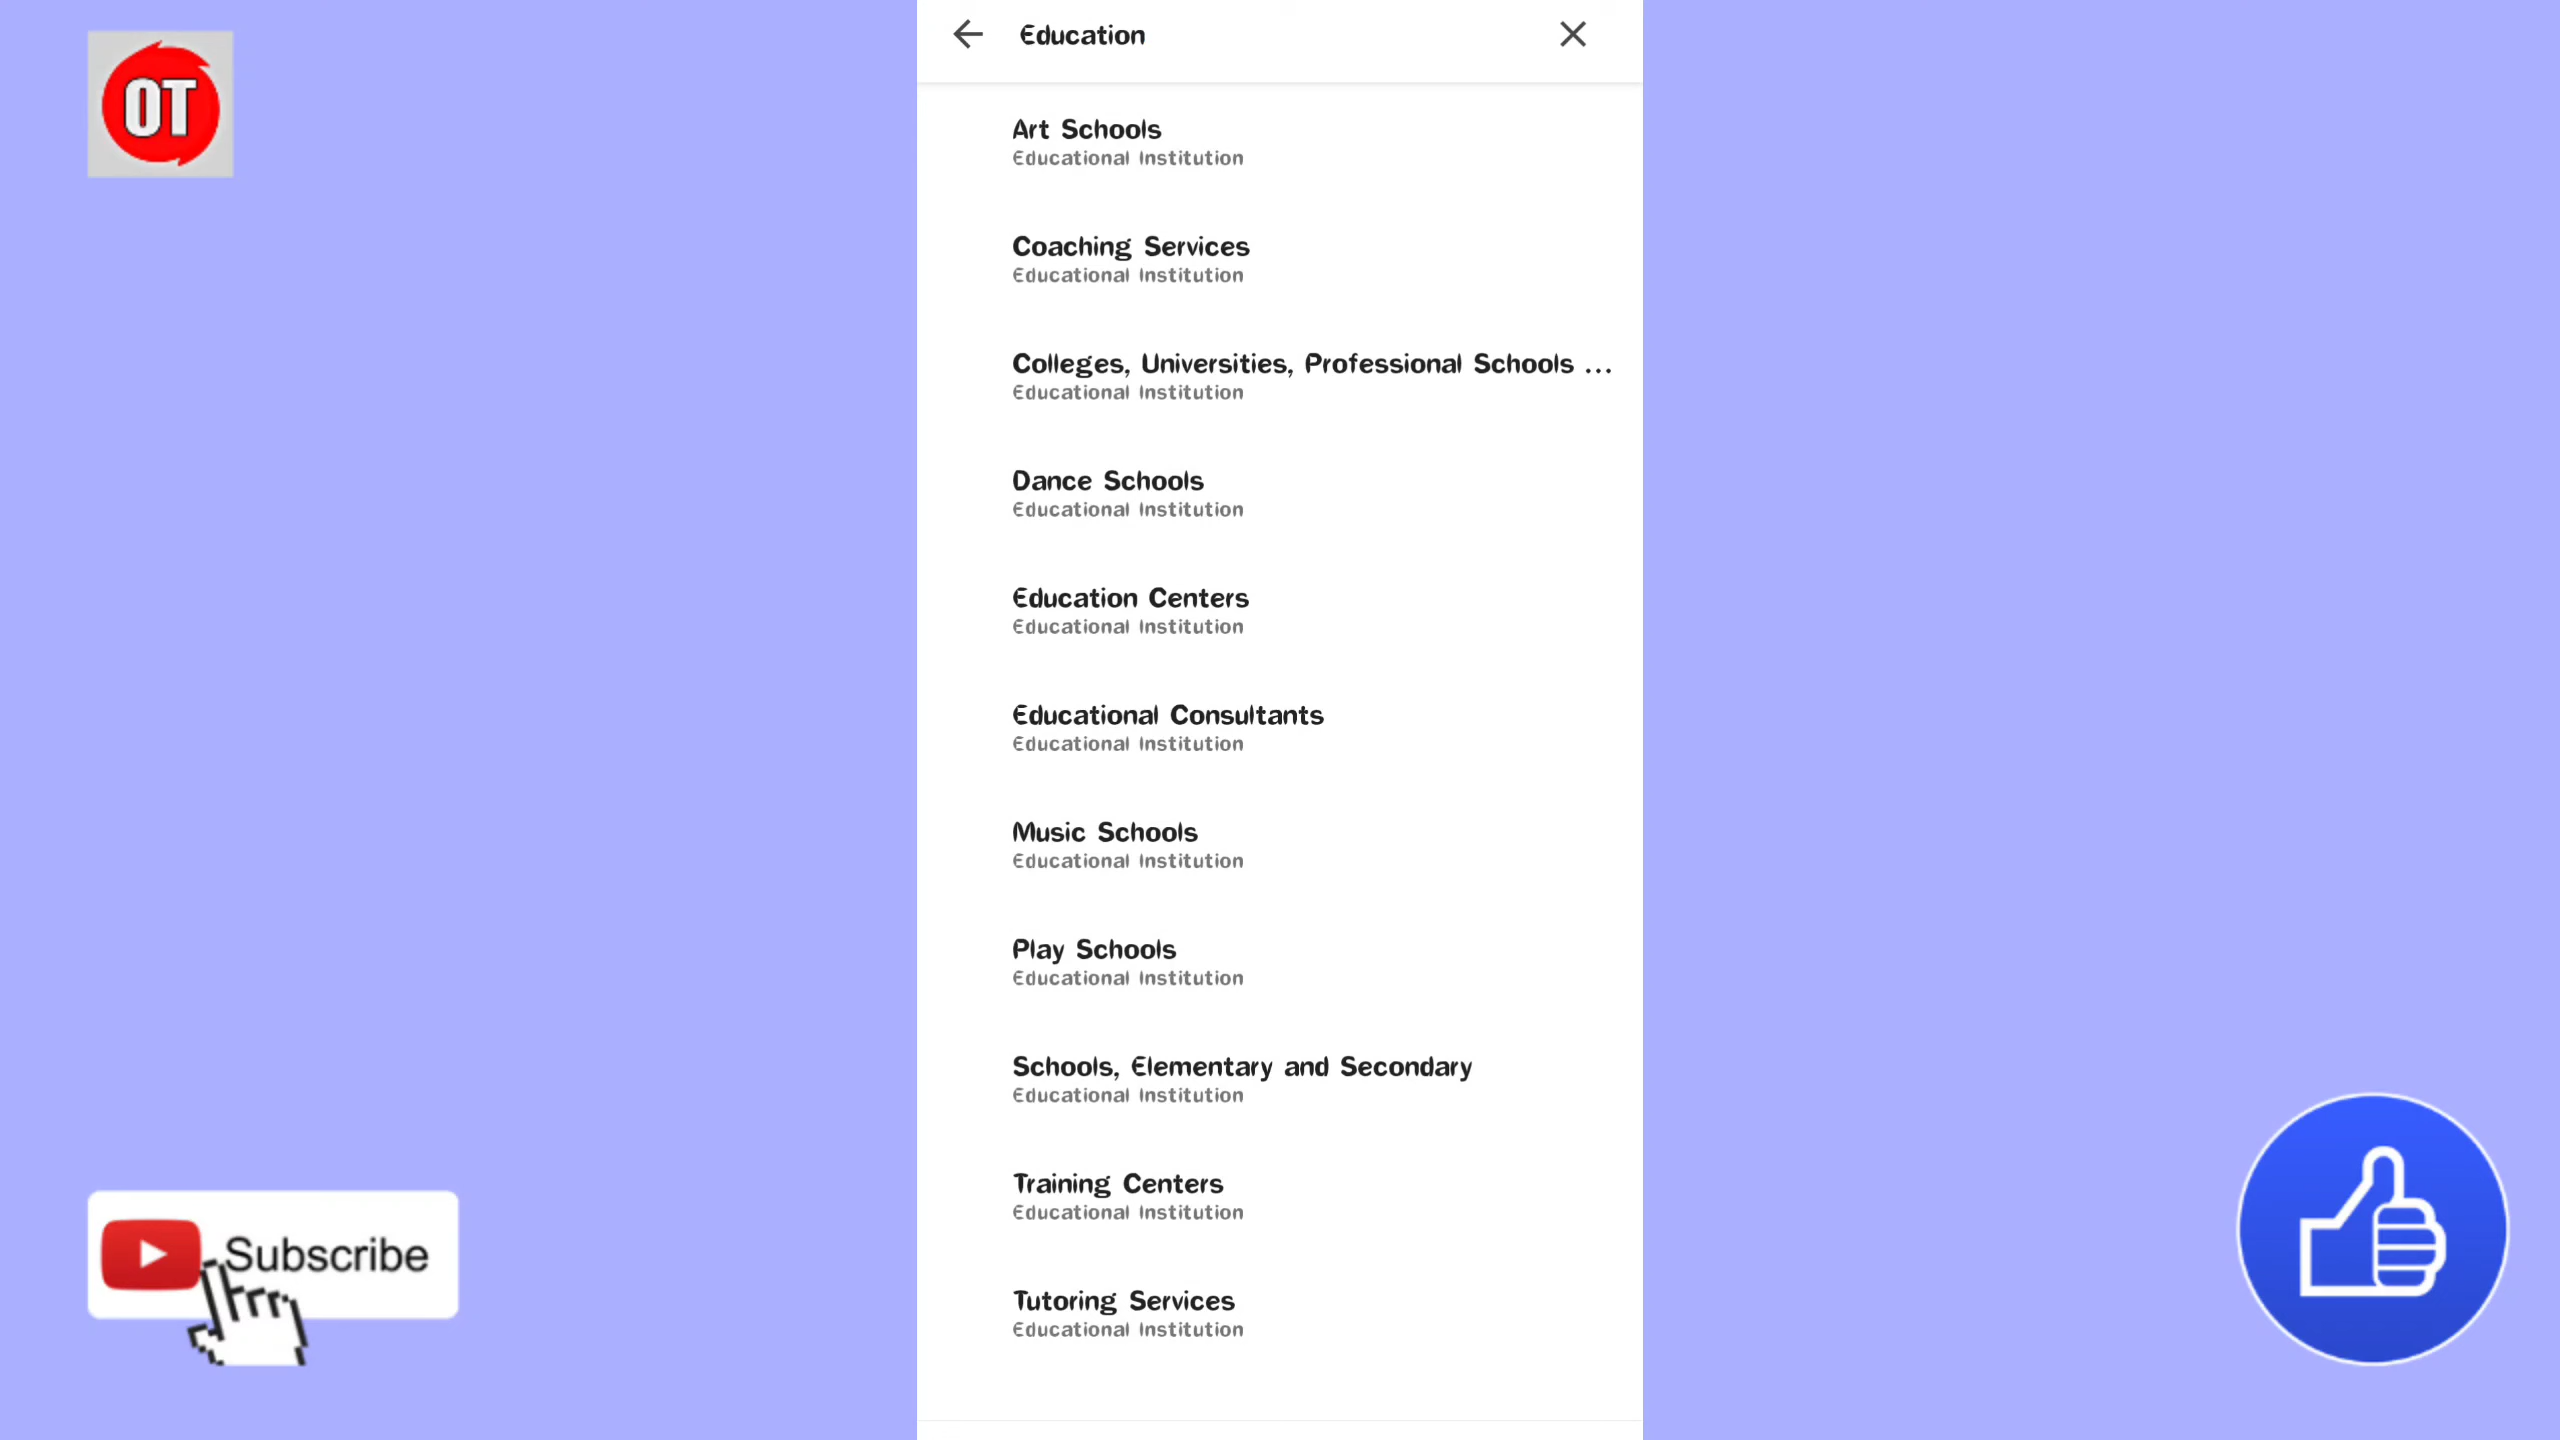 OT
Education
Art Schools
Educational Institution
Coaching Services
Educational Institution
Colleges, Universities, Professional Schools ...
Educational Institution
Dance Schools
Educational Institution
Education Centers
Educational Institution
Educational Consultants
Educational Institution
Music Schools
Educational Institution
Play Schools
Educational Institution
Schools, Elementary and Secondary
Educational Institution
Training Centers
Educational Institution
Tutoring Services
Educational Institution
Subscribe